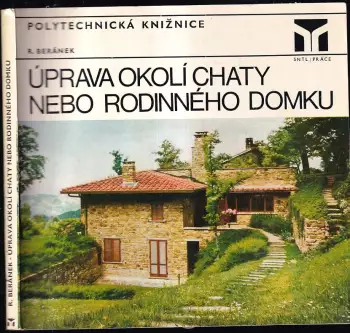 POLYTECHNICKÁ KNIŽNICE
R. BERÁNEK
SNTL/PRÁCE
ÚPRAVA OKOLÍ CHATY
NEBO RODINNÉHO DOMKU
R. BERÁNEK - ÚPRAVA OKOLÍ CHATY NEBO RODINNÉHO DOMKU